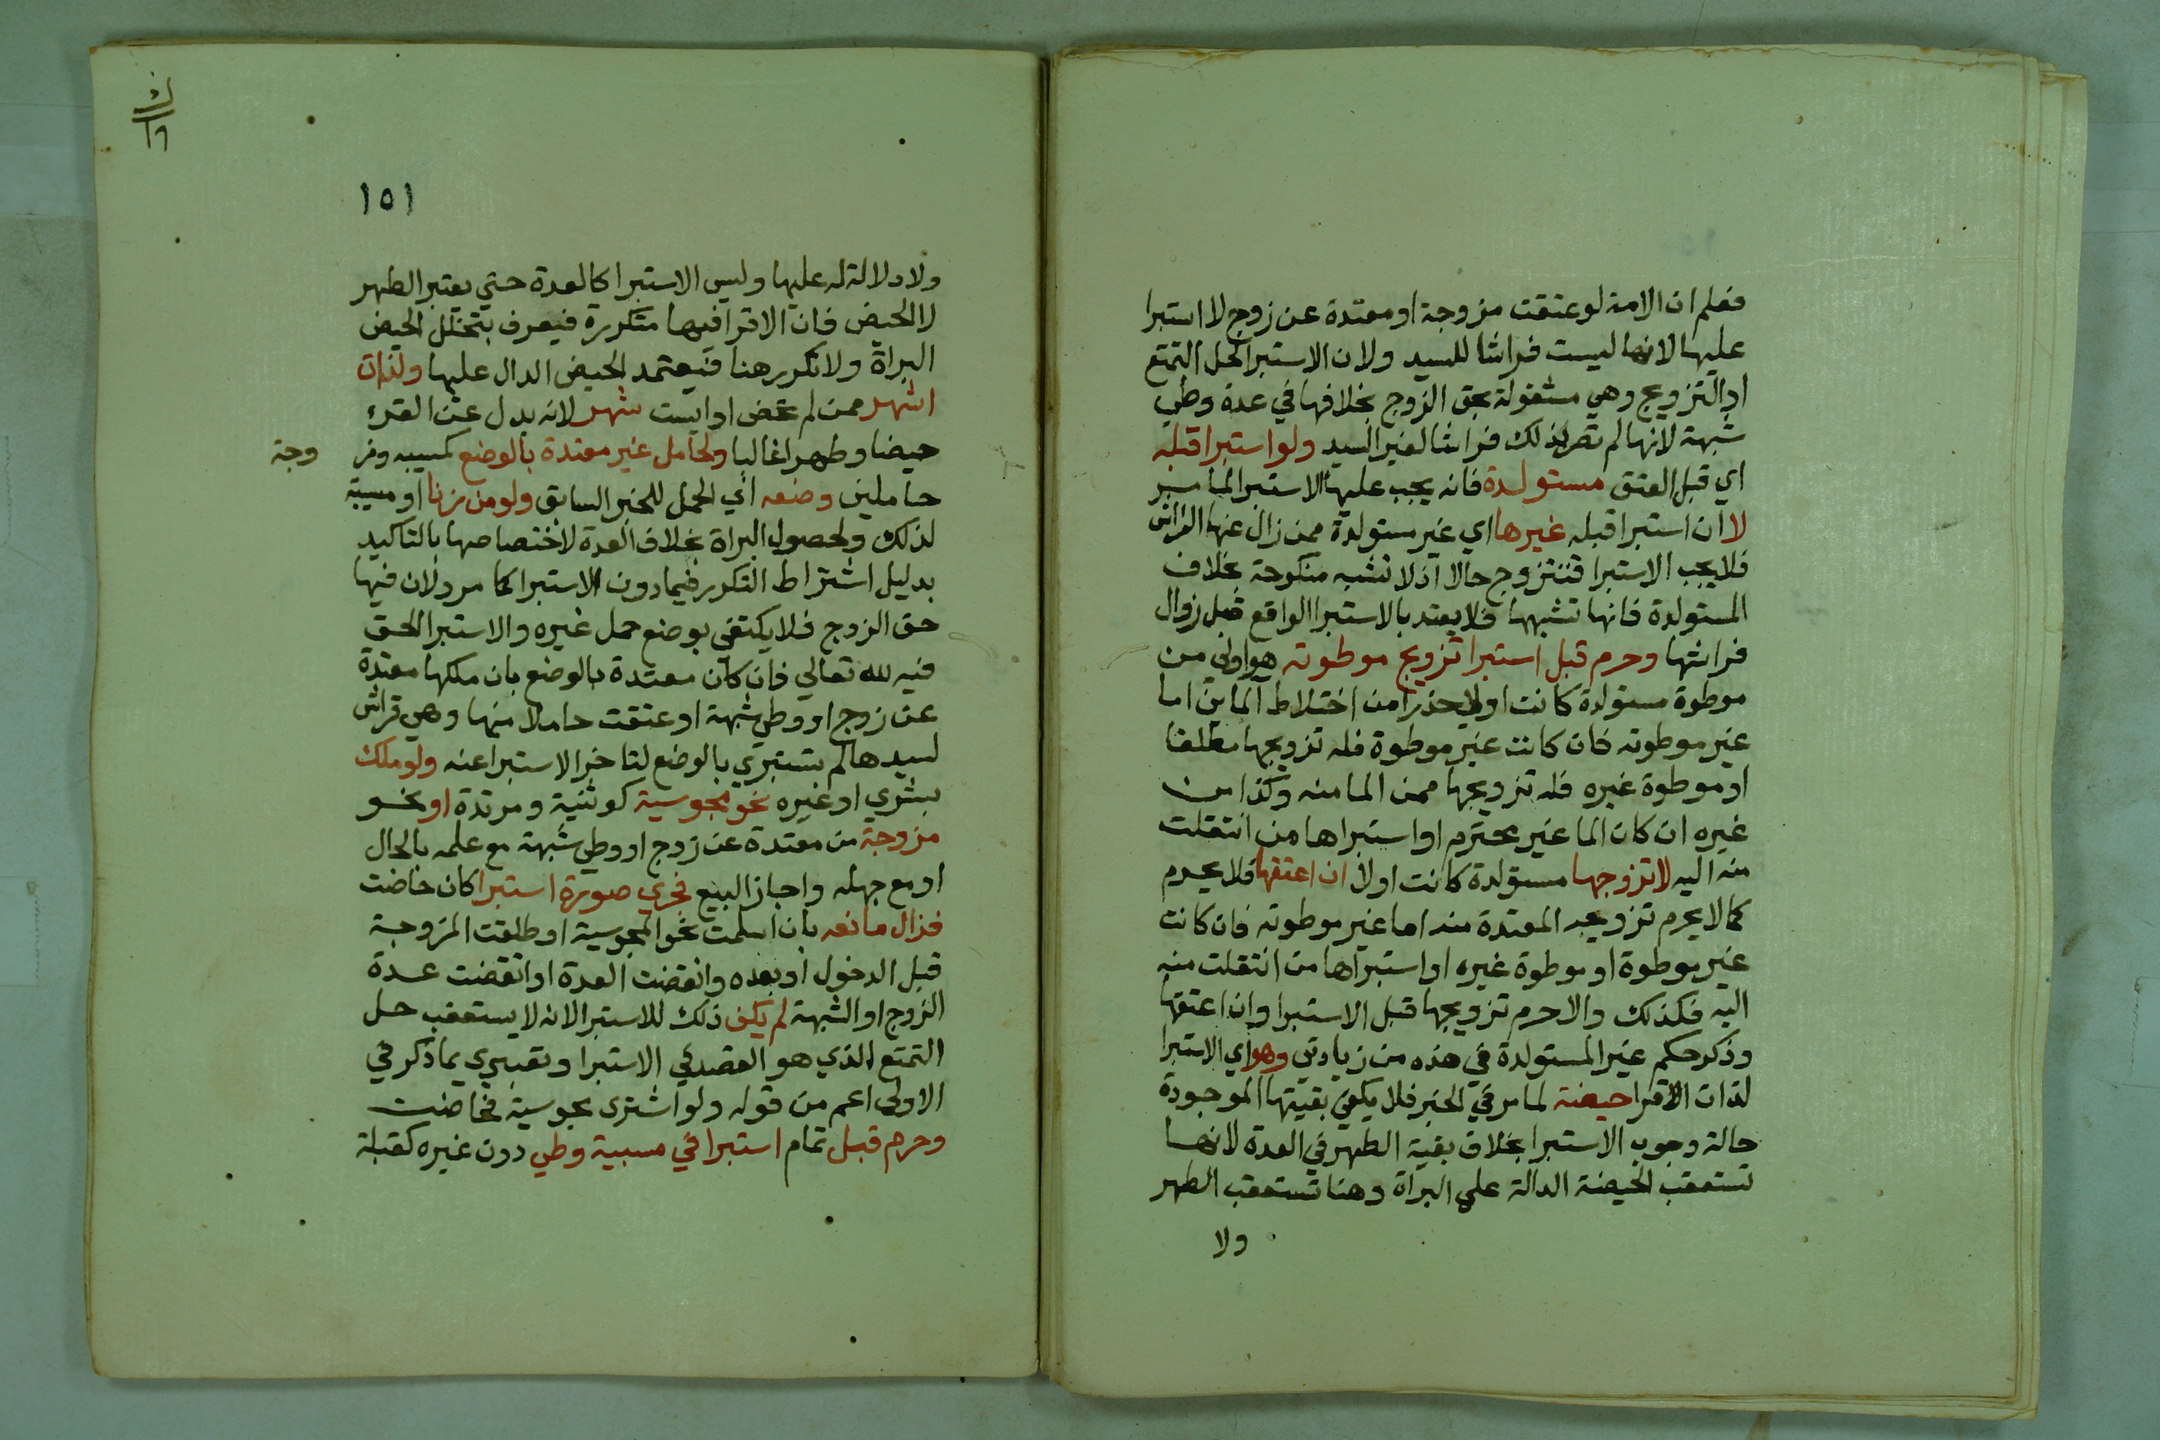 فعلم ان الامة لو عتقت مزوجة او معتدة عن زوج لا استبرا
عليها لانها ليست فراشا للسيد ولان الاستبرا لحل التمتع
او التزويج وهي مشغولة بحق الزوج بخلافها في عدة وطي
شبهة لانها لم تصر بذلك فراشا لغير السيد ولو استبرا قبله
اي قبل العتق مستولدة فانه يجب عليها الاستبرا لما مر
لا ان استبرا قبله غيرها اي غير مستولدة ممن زال عنها الفراش
فلا يجب الاستبرا فتتزوج حالا اذ لا تشبه منكوحة بخلاف
المستولدة فانها تشبهها فلا يعتد بالاستبرا الواقع قبل زوال
فراشها وحرم قبل استبرا تزويج موطوته هو اولى من
موطوة مستولدة كانت او لا حذرا من اختلاط الماين اما
غير موطوته فان كانت غير موطوة فله تزويجها مطلقا
او موطوة غيره فله تزويجها ممن الما منه وكذا من
غيره ان كان الما غير محترم او استبراها من انتقلت
منه اليه لا تزوجها مستولدة كانت اولا ان اعتقها فلا يحرم
كما لا يحرم تزويجه المعتدة منه اما غير موطوته فان كانت
غير موطوة او موطوة غيره او استبراها من انتقلت منه
اليه فكذلك والا حرم تزويجها قبل الاستبرا وان اعتقها
وذكر حكم غير المستولدة في هذه من زيادتي وهو اي الاستبرا
لذات الاقرا حيضة لما مر في الخبر فلا يكفي بقيتها الموجودة
حالة وجوب الاستبرا بخلاف بقية الطهر في العدة لانها
تستعقب الحيضة الدالة على البراة وهنا تستعقب الطهر
ولا
١٥١
ولا دلالة له عليها وليس الاستبرا كالعدة حتي يعتبر الطهر
لا الحيض فان الاقرا فيها متكررة فيعرف بتخلل الحيض
البراة ولا تكرر هنا فيعتمد الحيض الدال عليها ولذات
اشهر ممن لم تحض او ايست شهر لانه بدل عن القرء
حيضا وطهرا غالبا ولحامل غير معتدة بالوضع كمسبيه ومز وجة
حاملين وضعه اي الحمل للخبر السابق ولو من زنا او مسبية
لذلك ولحصول البراة بخلاف العدة لاختصاصها بالتاكيد
بدليل اشتراط التكرر فيها دون الاستبرا كما مر ولان فيها
حق الزوج فلا يكتفي بوضع حمل غيره والاستبرا الحق
فيه لله تعالي فان كان معتدة بالوضع بان ملكها معتدة
عن زوج او وطي شبهة او عتقت حاملا منهما وهي فراش
لسيدها لم تستبري بالوضع لتاخر الاستبرا عنه ولو ملك
بشري او غيره نحو مجوسية كوثنية ومرتدة او نحو
مزوجة من معتدة عن زوج او وطي شبهة مع علمه بالحال
او مع جهله واجاز البيع فجري صورة استبرا كان حاضت
فزال مانعه بان اسلمت نحو المجوسية او طلقت المزوجة
قبل الدخول او بعده وانقضت العدة او انقضت عدة
الزوج او الشبهة لم يكف ذلك للاستبرا لانه لا يستعقب حل
التمتع الذي هو القصد في الاستبرا وتعبيري بما ذكر في
الاولى اعم من قوله ولو اشترى مجوسية فحاضت
وحرم قبل تمام استبرا في مسبية وطي دون غيره كقبلة